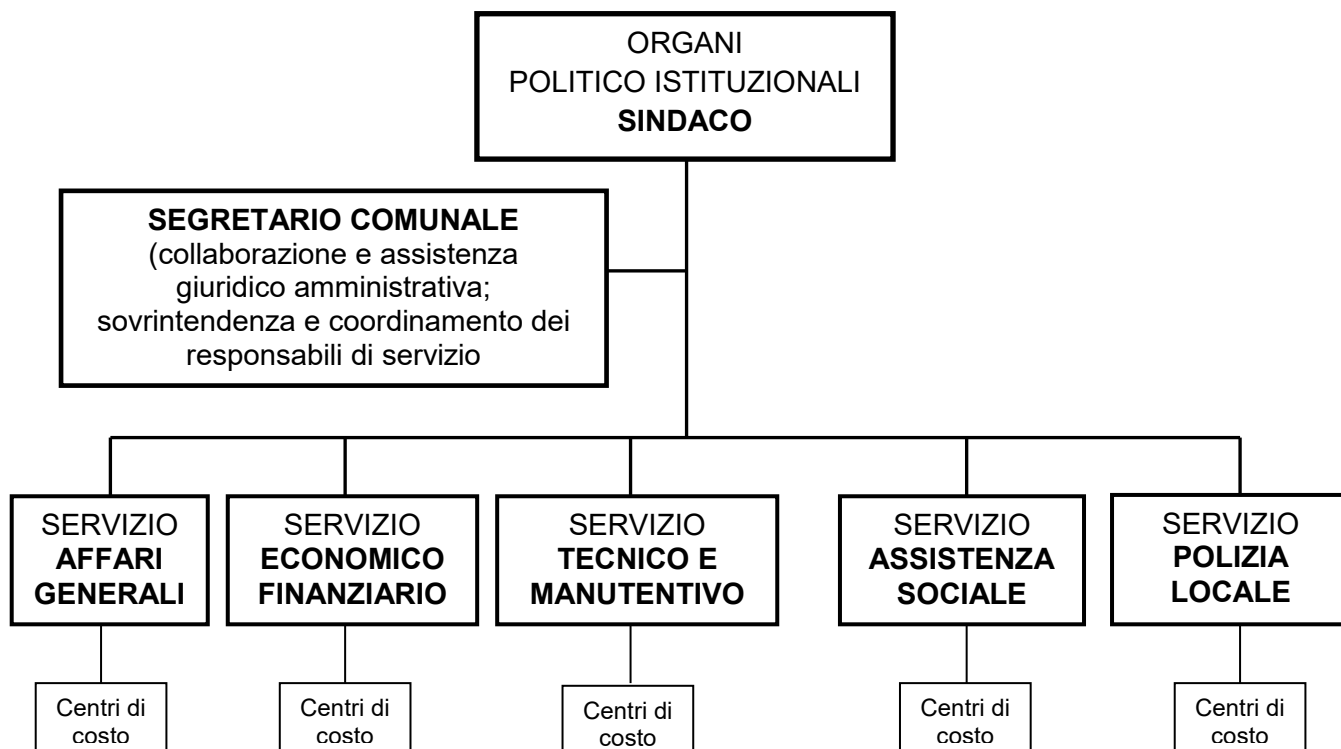 ORGANI
POLITICO ISTITUZIONALI
SINDACO
SEGRETARIO COMUNALE
(collaborazione e assistenza
giuridico amministrativa;
sovrintendenza e coordinamento dei
responsabili di servizio
SERVIZIO
AFFARI
GENERALI
SERVIZIO
ECONOMICO
FINANZIARIO
SERVIZIO
TECNICO E
MANUTENTIVO
SERVIZIO
ASSISTENZA
SOCIALE
SERVIZIO
POLIZIA
LOCALE
Centri di
costo
Centri di
costo
Centri di
costo
Centri di
costo
Centri di
costo